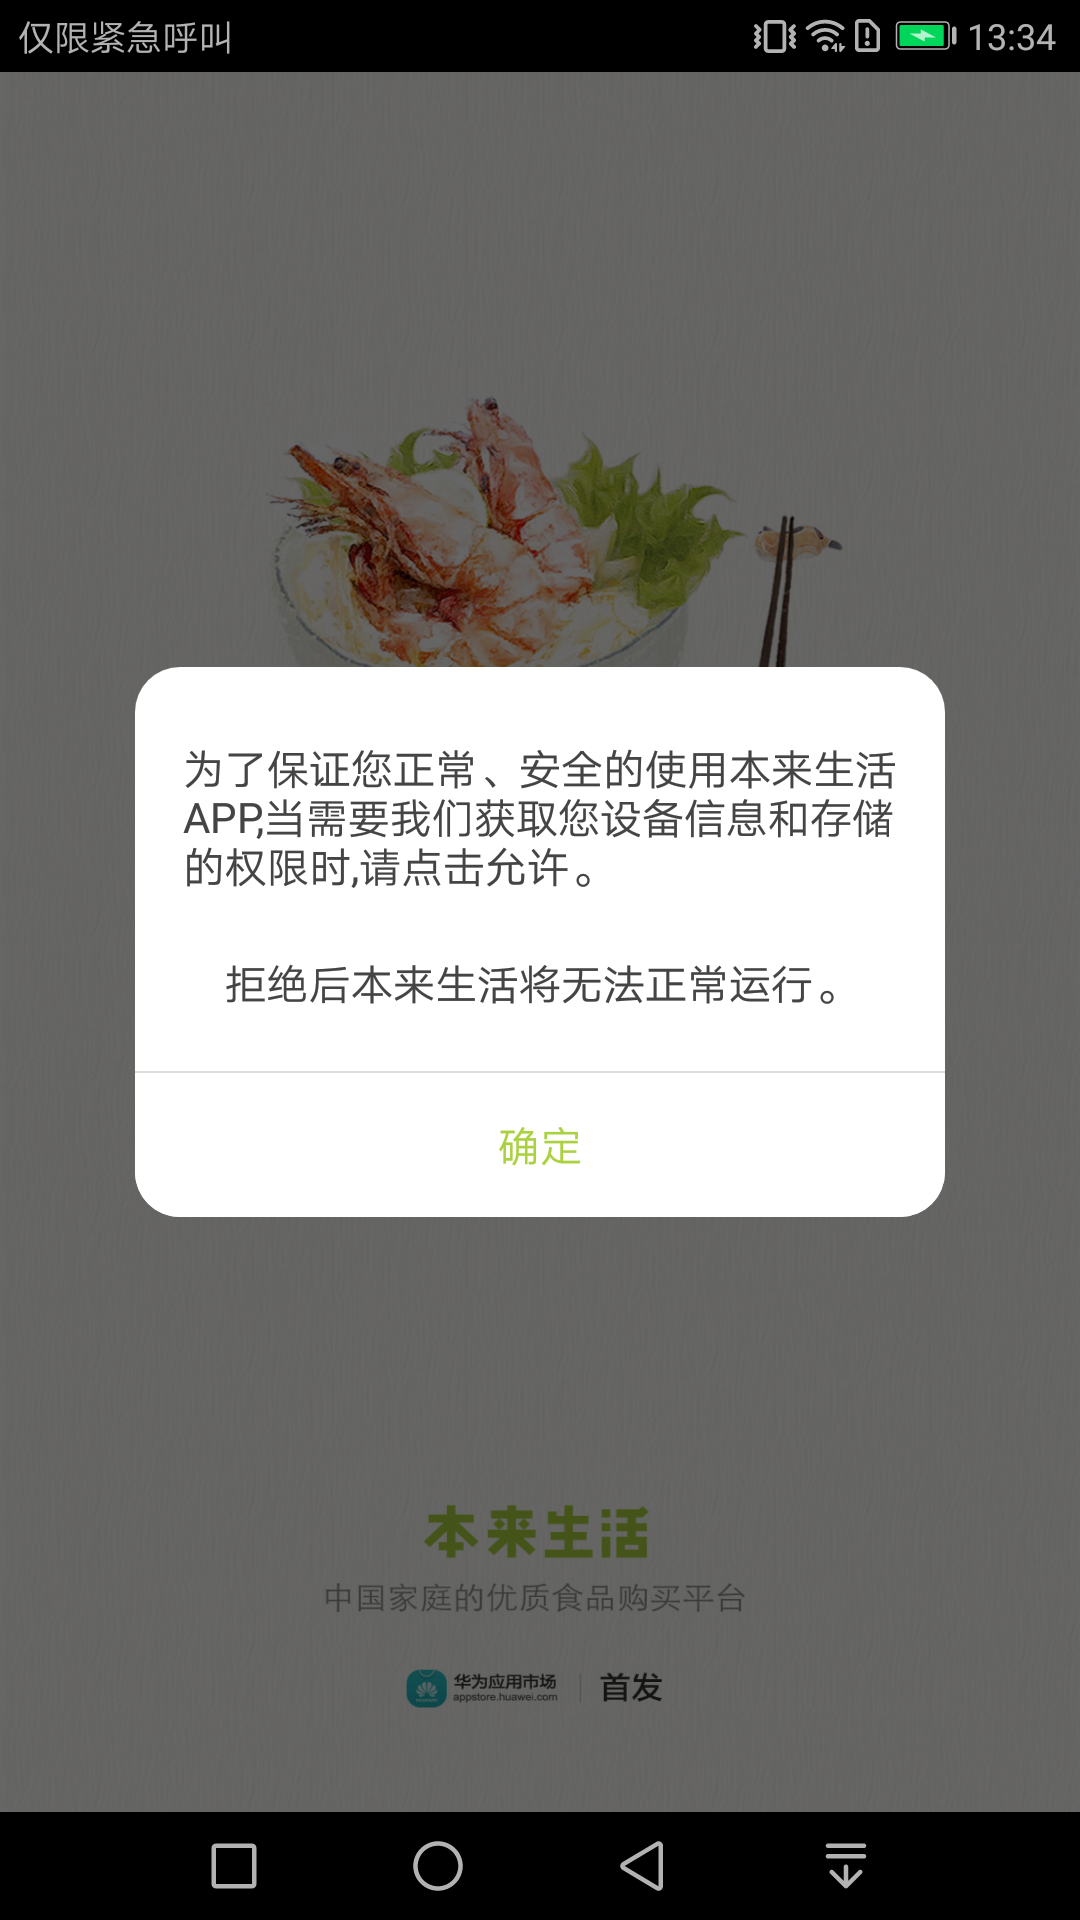 仅限紧急呼叫
13:34
为了保证您正常、安全的使用本来生活
APP,当需要我们获取您设备信息和存储
的权限时,请点击允许。
拒绝后本来生活将无法正常运行。
确定
本来生活
中国家庭的优质食品购买平台
华为应用市场
appstore.huawei.com
首发